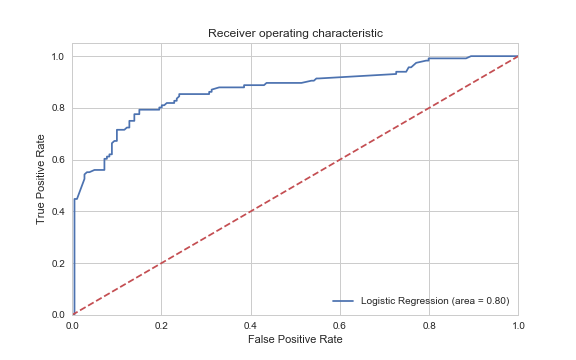 Receiver operating characteristic
1.0
0.8
0.6
0.4
0.2
0.0
True Positive Rate
Logistic Regression (area = 0.80)
0.0 0.2 0.4 0.6 0.8 1.0
False Positive Rate